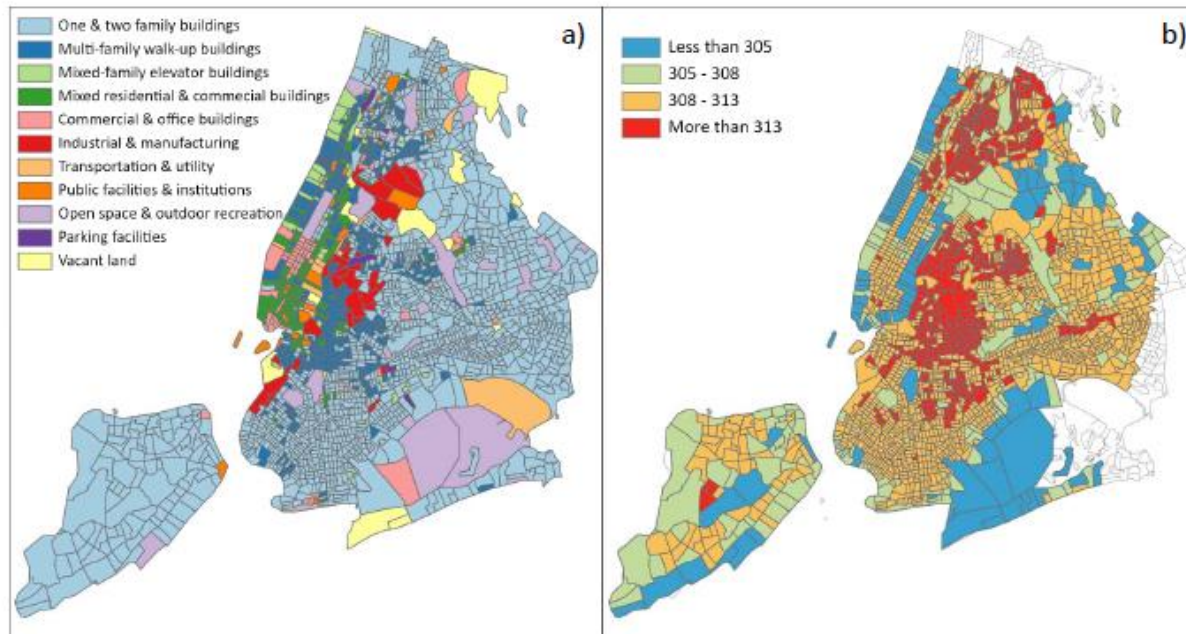 One & two family buildings
Multi-family walk-up buildings
Mixed-family elevator buildings
Mixed residential & commecial buildings
Commercial & office buildings
Industrial & manufacturing
Transportation & utility
Public facilities & institutions
Open space & outdoor recreation
Parking facilities
Vacant land
a)
Less than 305
305 - 308
308 - 313
More than 313
b)